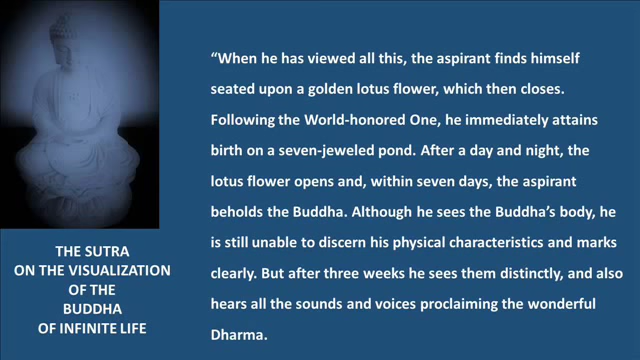 “When he has viewed all this, the aspirant finds himself
seated upon a golden lotus flower, which then closes.
Following the World-honored One, he immediately attains
birth on a seven-jeweled pond. After a day and night, the
lotus flower opens and, within seven days, the aspirant
beholds the Buddha. Although he sees the Buddha’s body, he
is still unable to discern his physical characteristics and marks
clearly. But after three weeks he sees them distinctly, and also
hears all the sounds and voices proclaiming the wonderful
Dharma.
THE SUTRA
ON THE VISUALIZATION
OF THE
BUDDHA
OF INFINITE LIFE